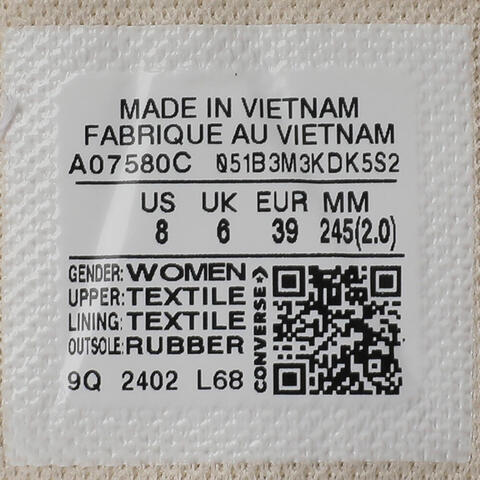 MADE IN VIETNAM
FABRIQUE AU VIETNAM
A07580C 051B3M3KDK5S2
US UK EUR MM
8 6 39 245(2.0)
GENDER: WOMEN
UPPER: TEXTILE
LINING: TEXTILE
OUTSOLE: RUBBER
CONVERSE
9Q 2402 L68